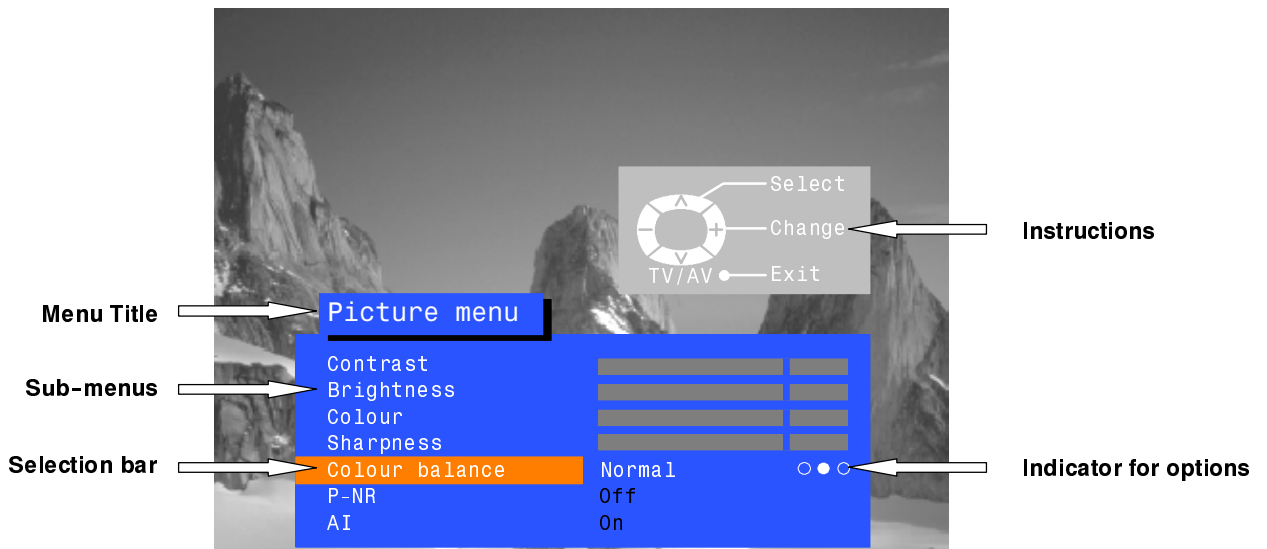 Select
Change
Instructions
TV/AV
Exit
Menu Title
Picture menu
Contrast
Sub-menus
Brightness
Colour
Sharpness
Selection bar
Colour balance
Normal
Indicator for options
P-NR
Off
AI
On